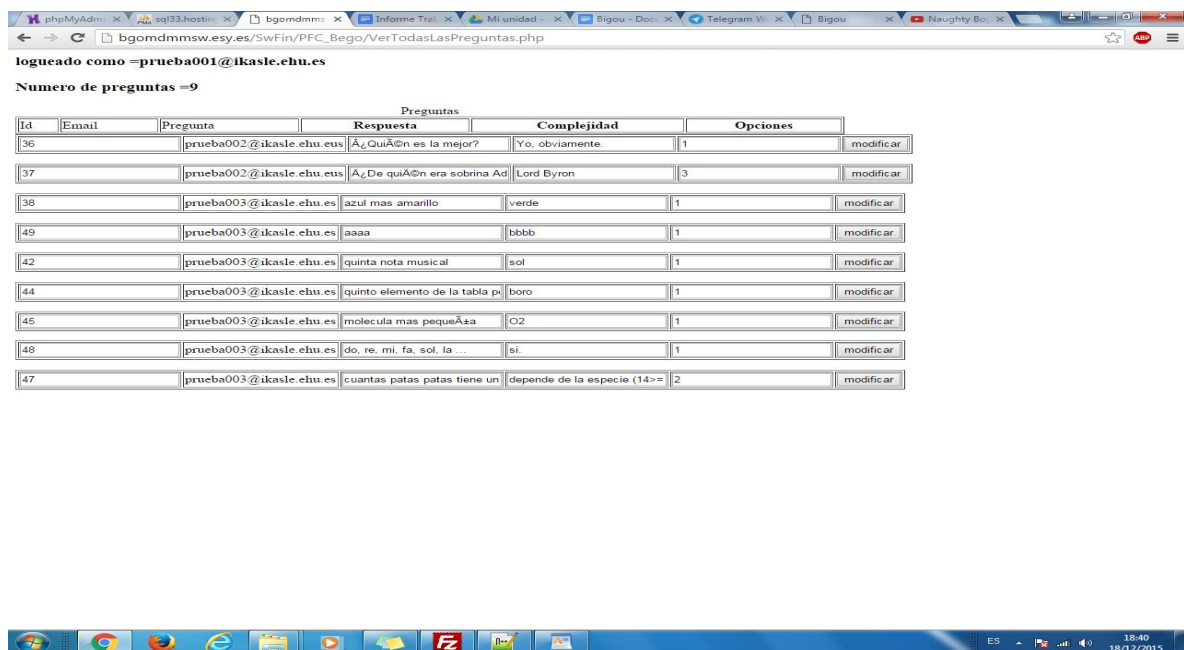 phpMyAdmi
sql33.hosting
bgomdmms
Informe Trab
Mi unidad -
Bigou - Doc
Telegram W
Bigou
Naughty Bo
bgomdmmsw.esy.es/SwFin/PFC_Bego/VerTodasLasPreguntas.php
ABP
logueado como =prueba001@ikasle.ehu.es
Numero de preguntas =9
Preguntas
Id Email Pregunta Respuesta Complejidad Opciones
36 prueba002@ikasle.ehu.eus Â¿QuiÃ©n es la mejor? Yo, obviamente. 1 modificar
37 prueba002@ikasle.ehu.eus Â¿De quiÃ©n era sobrina Ad Lord Byron 3 modificar
38 prueba003@ikasle.ehu.es azul mas amarillo verde 1 modificar
49 prueba003@ikasle.ehu.es aaaa bbbb 1 modificar
42 prueba003@ikasle.ehu.es quinta nota musical sol 1 modificar
44 prueba003@ikasle.ehu.es quinto elemento de la tabla boro 1 modificar
45 prueba003@ikasle.ehu.es molecula mas pequeÃ±a O2 1 modificar
48 prueba003@ikasle.ehu.es do, re, mi, fa, sol, la ... si. 1 modificar
47 prueba003@ikasle.ehu.es cuantas patas patas tiene un depende de la especie (14>= 2 modificar
ES 18:40
18/12/2015